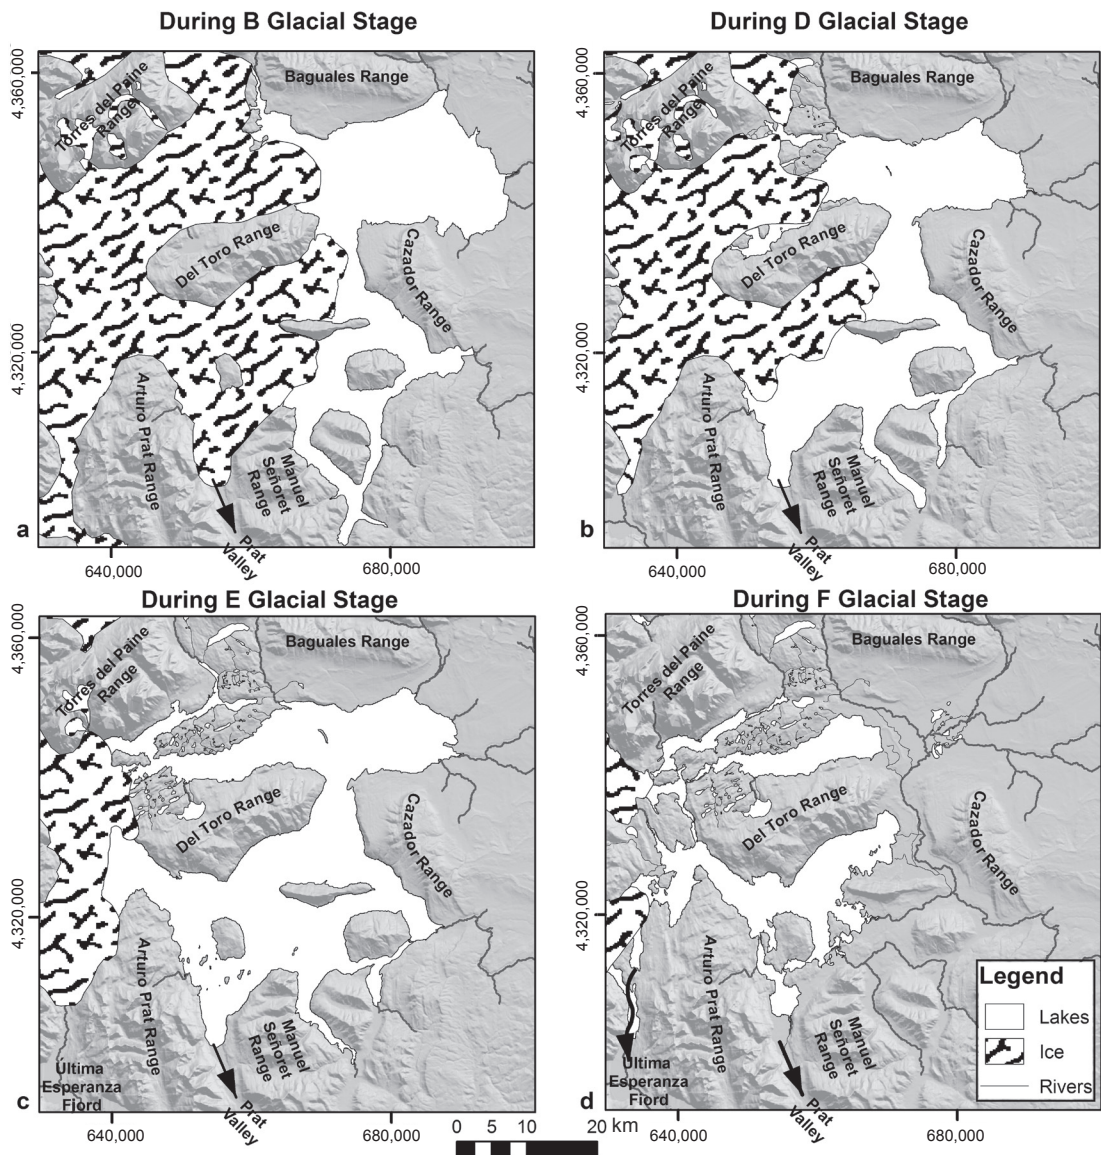 During B Glacial Stage
4,360,000
4,320,000
Torres del Paine
Range
Baguales Range
Del Toro Range
Cazador Range
Arturo Prat Range
Manuel
Señoret
Range
Prat
Valley
a
640,000
680,000
During D Glacial Stage
4,360,000
4,320,000
Torres del Paine
Range
Baguales Range
Del Toro Range
Cazador Range
Arturo Prat Range
Manuel
Señoret
Range
Prat
Valley
b
640,000
680,000
During E Glacial Stage
4,360,000
4,320,000
Torres del Paine
Range
Baguales Range
Del Toro Range
Cazador Range
Arturo Prat Range
Manuel
Señoret
Range
Última
Esperanza
Fiord
Prat
Valley
c
640,000
680,000
During F Glacial Stage
4,360,000
4,320,000
Torres del Paine
Range
Baguales Range
Del Toro Range
Cazador Range
Arturo Prat Range
Manuel
Señoret
Range
Última
Esperanza
Fiord
Prat
Valley
d
640,000
680,000
Legend
Lakes
Ice
Rivers
0 5 10 20 km